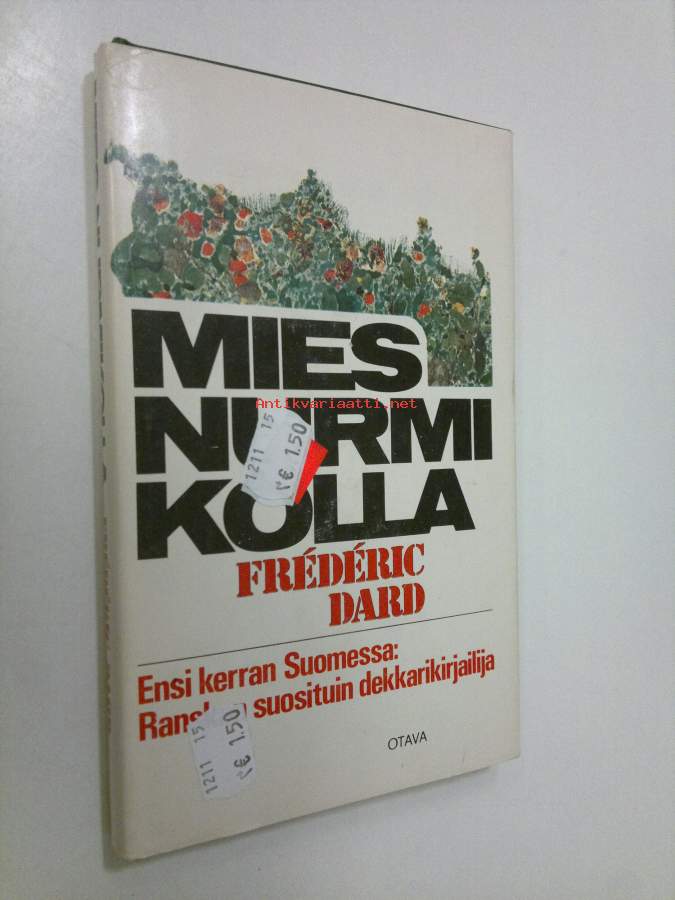 MIES
NURMI
KOLLA
FRÉDÉRIC
DARD
Ensi kerran Suomessa:
suosituin dekkarikirjailija
OTAVA
Antikvariaatti.net
1211 15
€ 1.50
1211 15
€ 1.50